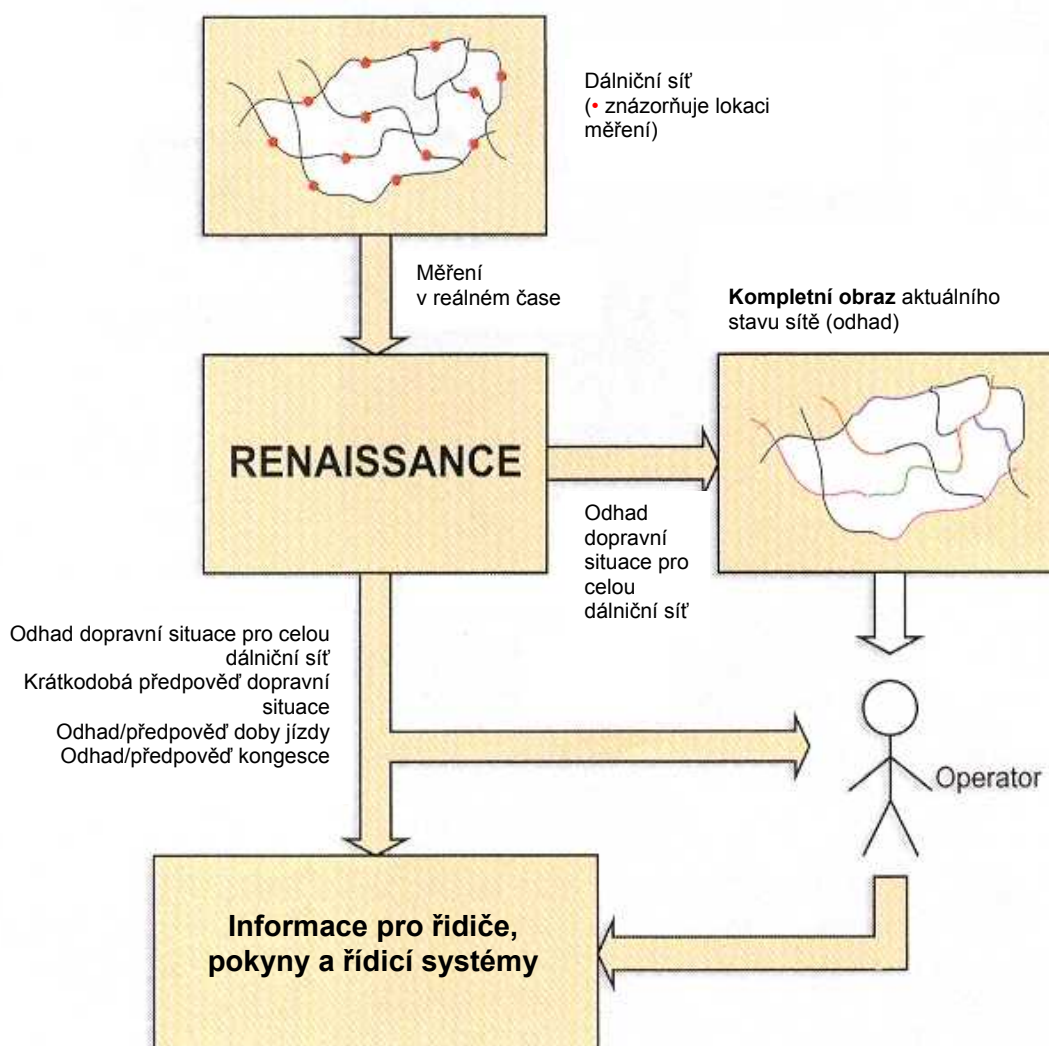 Dálniční síť
(• znázorňuje lokaci
měření)
Měření
v reálném čase
Kompletní obraz aktuálního
stavu sítě (odhad)
RENAISSANCE
Odhad
dopravní
situace pro
celou
dálniční síť
Odhad dopravní situace pro celou
dálniční síť
Krátkodobá předpověď dopravní
situace
Odhad/předpověď doby jízdy
Odhad/předpověď kongesce
Operator
Informace pro řidiče,
pokyny a řídicí systémy